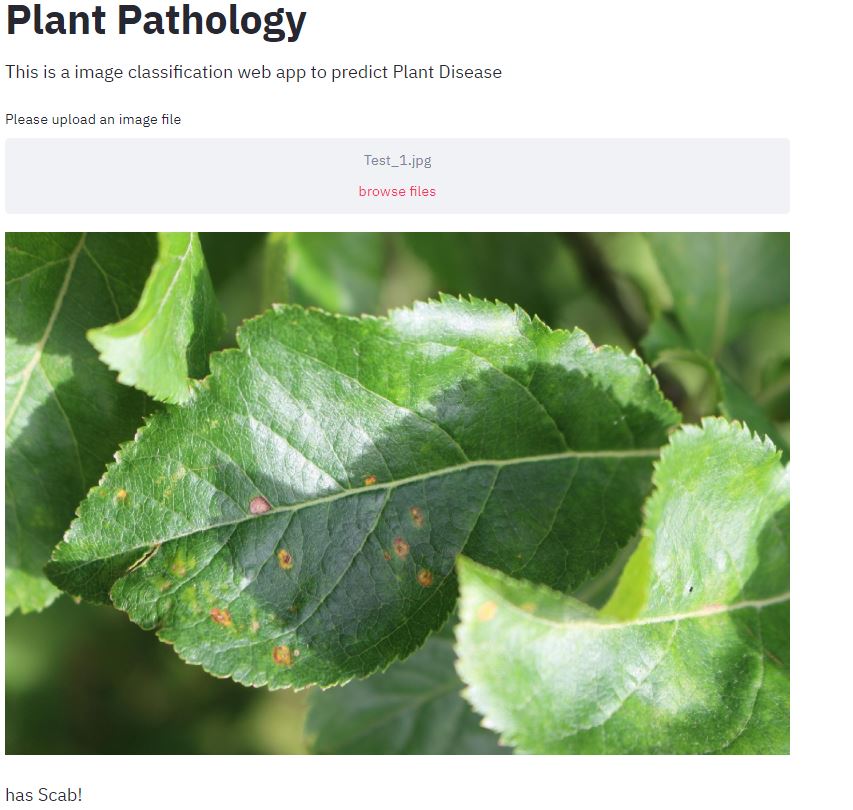 Plant Pathology
This is a image classification web app to predict Plant Disease
Please upload an image file
Test_1.jpg
browse files
has Scab!